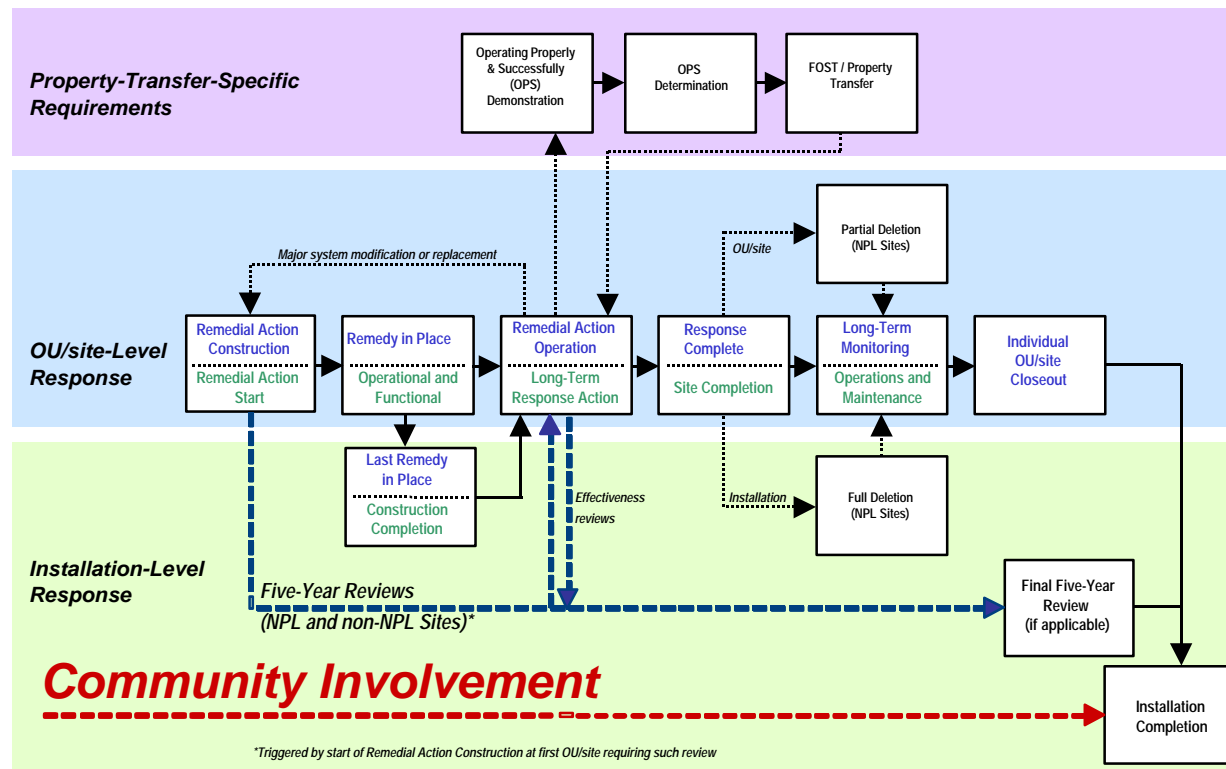 Property-Transfer-Specific
Requirements
Operating Properly
& Successfully
(OPS)
Demonstration
OPS
Determination
FOST / Property
Transfer
OU/site-Level
Response
Major system modification or replacement
OU/site
Partial Deletion
(NPL Sites)
Remedial Action
Construction
Remedial Action
Start
Remedy in Place
Operational and
Functional
Remedial Action
Operation
Long-Term
Response Action
Response
Complete
Site Completion
Long-Term
Monitoring
Operations and
Maintenance
Individual
OU/site
Closeout
Installation-Level
Response
Last Remedy
in Place
Construction
Completion
Effectiveness
reviews
Installation
Full Deletion
(NPL Sites)
Five-Year Reviews
(NPL and non-NPL Sites)*
Final Five-Year
Review
(if applicable)
Community Involvement
Installation
Completion
*Triggered by start of Remedial Action Construction at first OU/site requiring such review